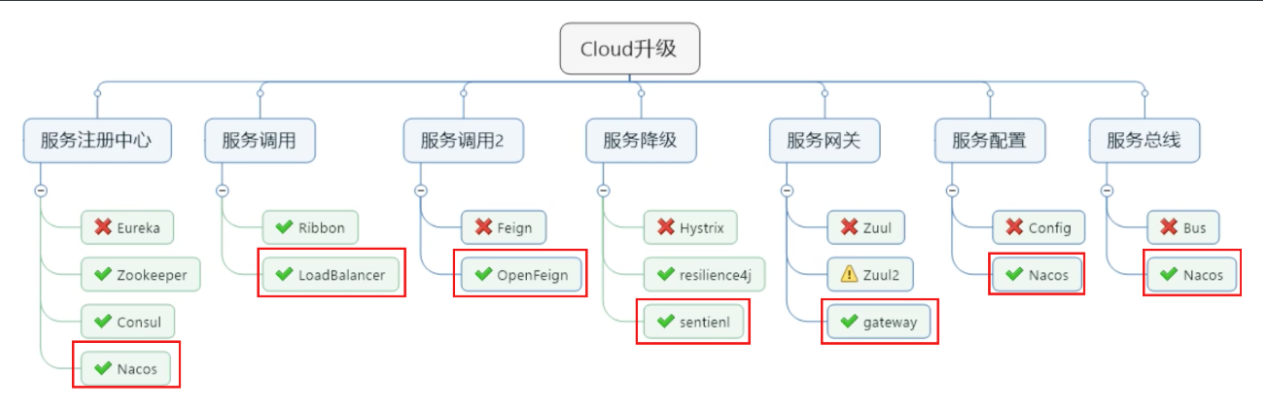 Cloud升级
服务注册中心
服务调用
服务调用2
服务降级
服务网关
服务配置
服务总线
Eureka
Zookeeper
Consul
Nacos
Ribbon
LoadBalancer
Feign
OpenFeign
Hystrix
resilience4j
sentienl
Zuul
Zuul2
gateway
Config
Nacos
Bus
Nacos